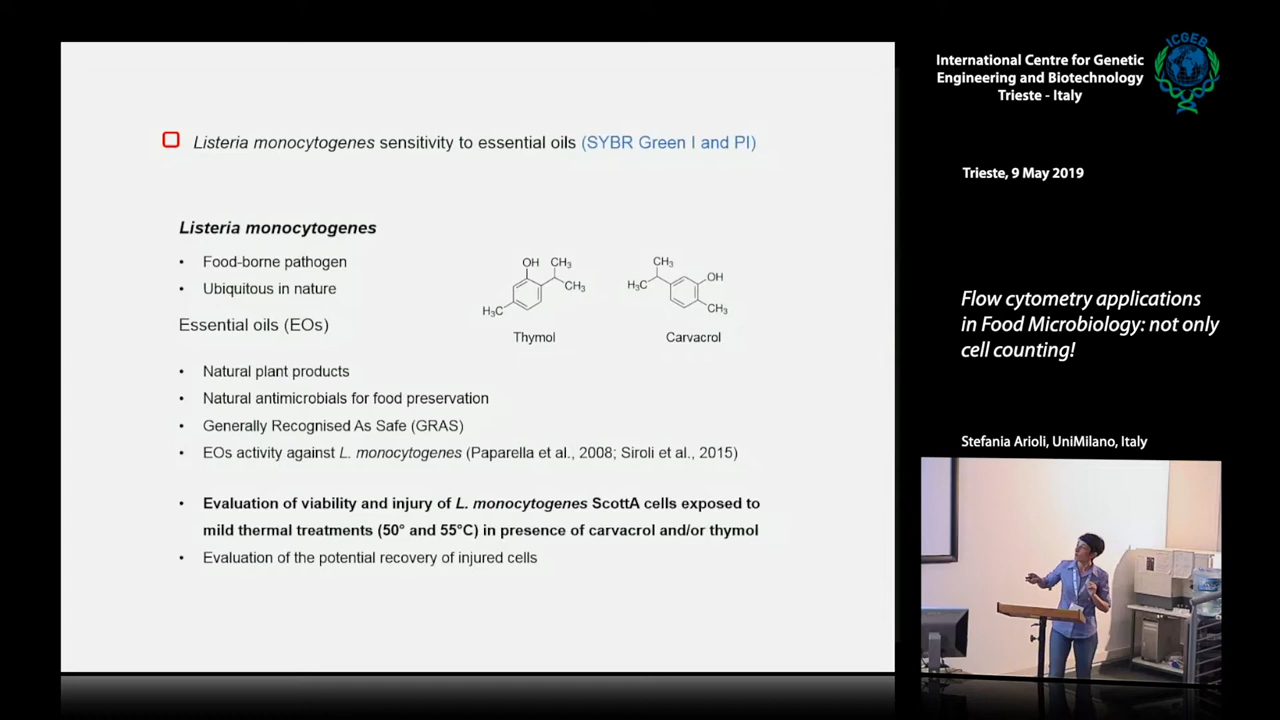 Listeria monocytogenes sensitivity to essential oils (SYBR Green I and PI)
Listeria monocytogenes
• Food-borne pathogen
• Ubiquitous in nature
Essential oils (EOs)
OH CH3
CH3
H3C
Thymol
CH3
H3C
OH
CH3
Carvacrol
• Natural plant products
• Natural antimicrobials for food preservation
• Generally Recognised As Safe (GRAS)
• EOs activity against L. monocytogenes (Paparella et al., 2008; Siroli et al., 2015)
• Evaluation of viability and injury of L. monocytogenes ScottA cells exposed to
mild thermal treatments (50° and 55°C) in presence of carvacrol and/or thymol
• Evaluation of the potential recovery of injured cells
International Centre for Genetic
Engineering and Biotechnology
Trieste - Italy
ICGEB
Trieste, 9 May 2019
Flow cytometry applications
in Food Microbiology: not only
cell counting!
Stefania Arioli, UniMilano, Italy